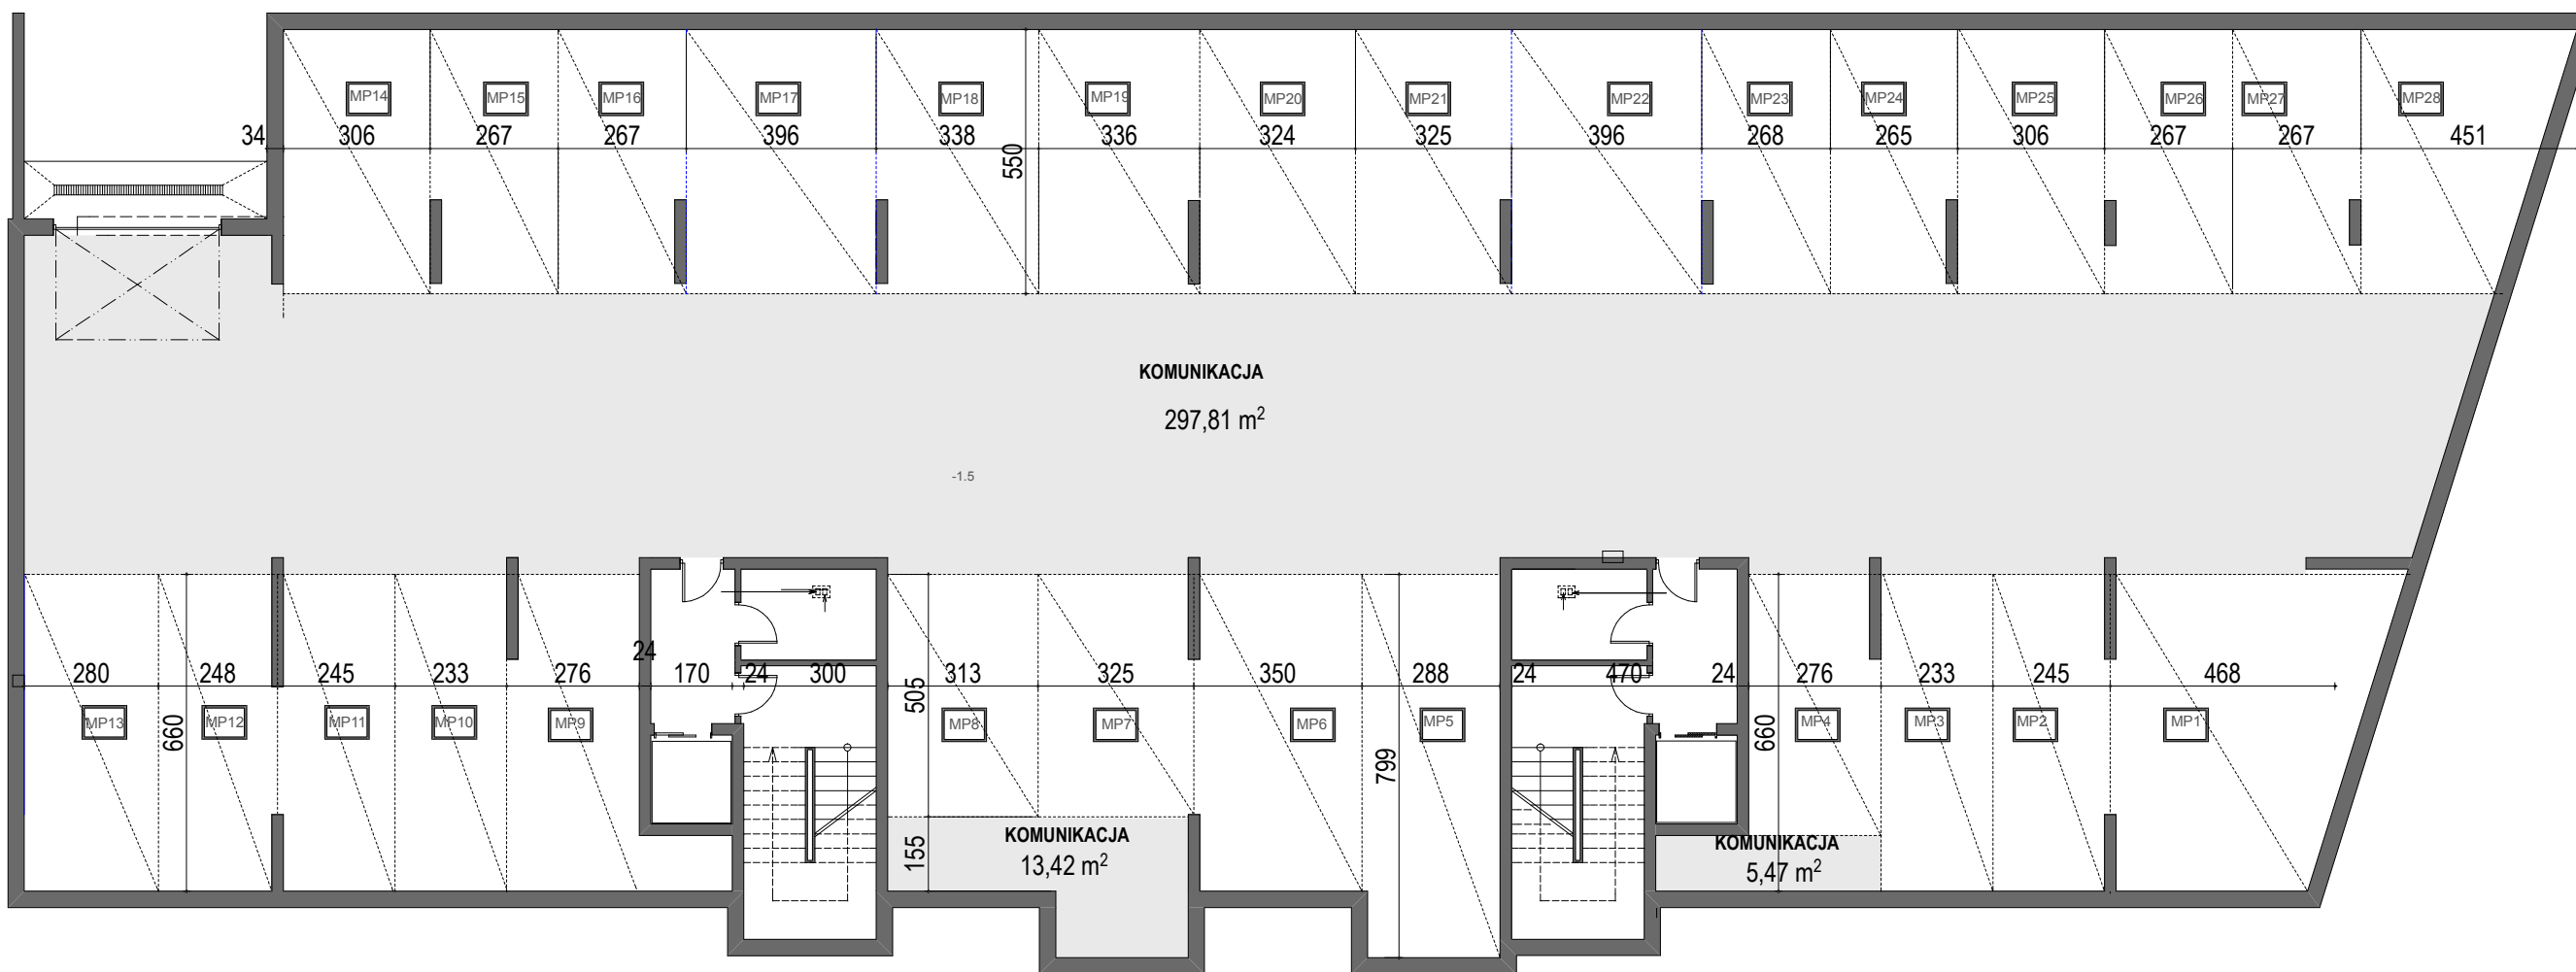 MP14 MP15 MP16 MP17 MP18 MP19 MP20 MP21 MP22 MP23 MP24 MP25 MP26 MP27 MP28
34 306 267 267 396 338 336 324 325 396 268 265 306 267 267 451
550
KOMUNIKACJA
297,81 m²
-1.5
280 248 245 233 276 24 170 24 300 313 325 350 288 24 470 24 276 233 245 468
MP13 MP12 MP11 MP10 MP9 MP8 MP7 MP6 MP5 MP4 MP3 MP2 MP1
660
505
799
660
155
KOMUNIKACJA
13,42 m²
KOMUNIKACJA
5,47 m²